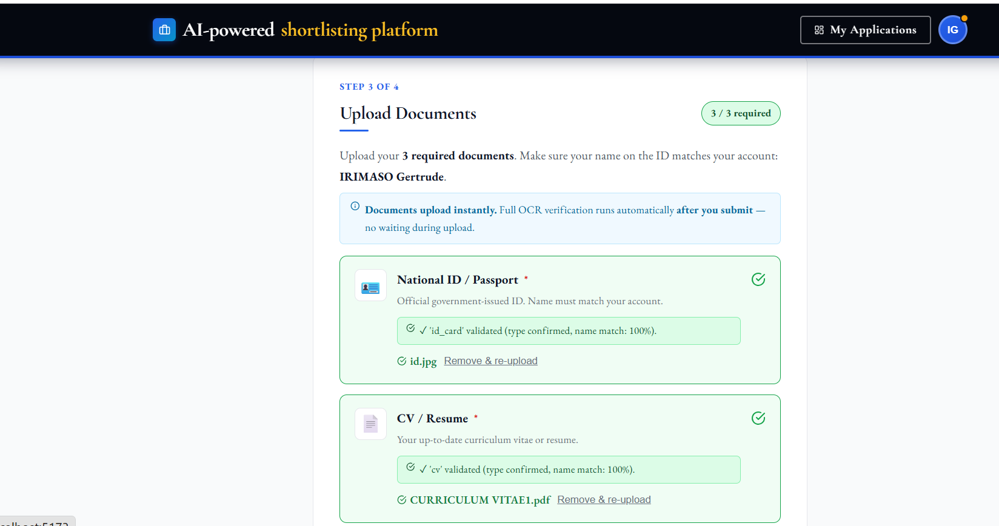 AI-powered shortlisting platform
My Applications
IG
STEP 3 OF 4
Upload Documents
3 / 3 required
Upload your 3 required documents. Make sure your name on the ID matches your account:
IRIMASO Gertrude.
Documents upload instantly. Full OCR verification runs automatically after you submit —
no waiting during upload.
National ID / Passport *
Official government-issued ID. Name must match your account.
✓ 'id_card' validated (type confirmed, name match: 100%).
id.jpg Remove & re-upload
CV / Resume *
Your up-to-date curriculum vitae or resume.
✓ 'cv' validated (type confirmed, name match: 100%).
CURRICULUM VITAE1.pdf Remove & re-upload